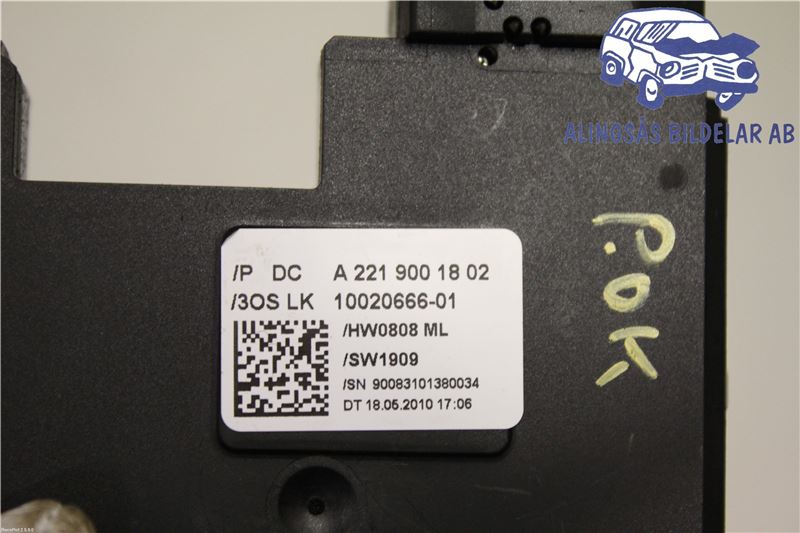 ALINGSÅS BILDELAR AB
P.OK
/P DC A 221 900 18 02
/3OS LK 10020666-01
/HW0808 ML
/SW1909
/SN 90083101380034
DT 18.05.2010 17:06